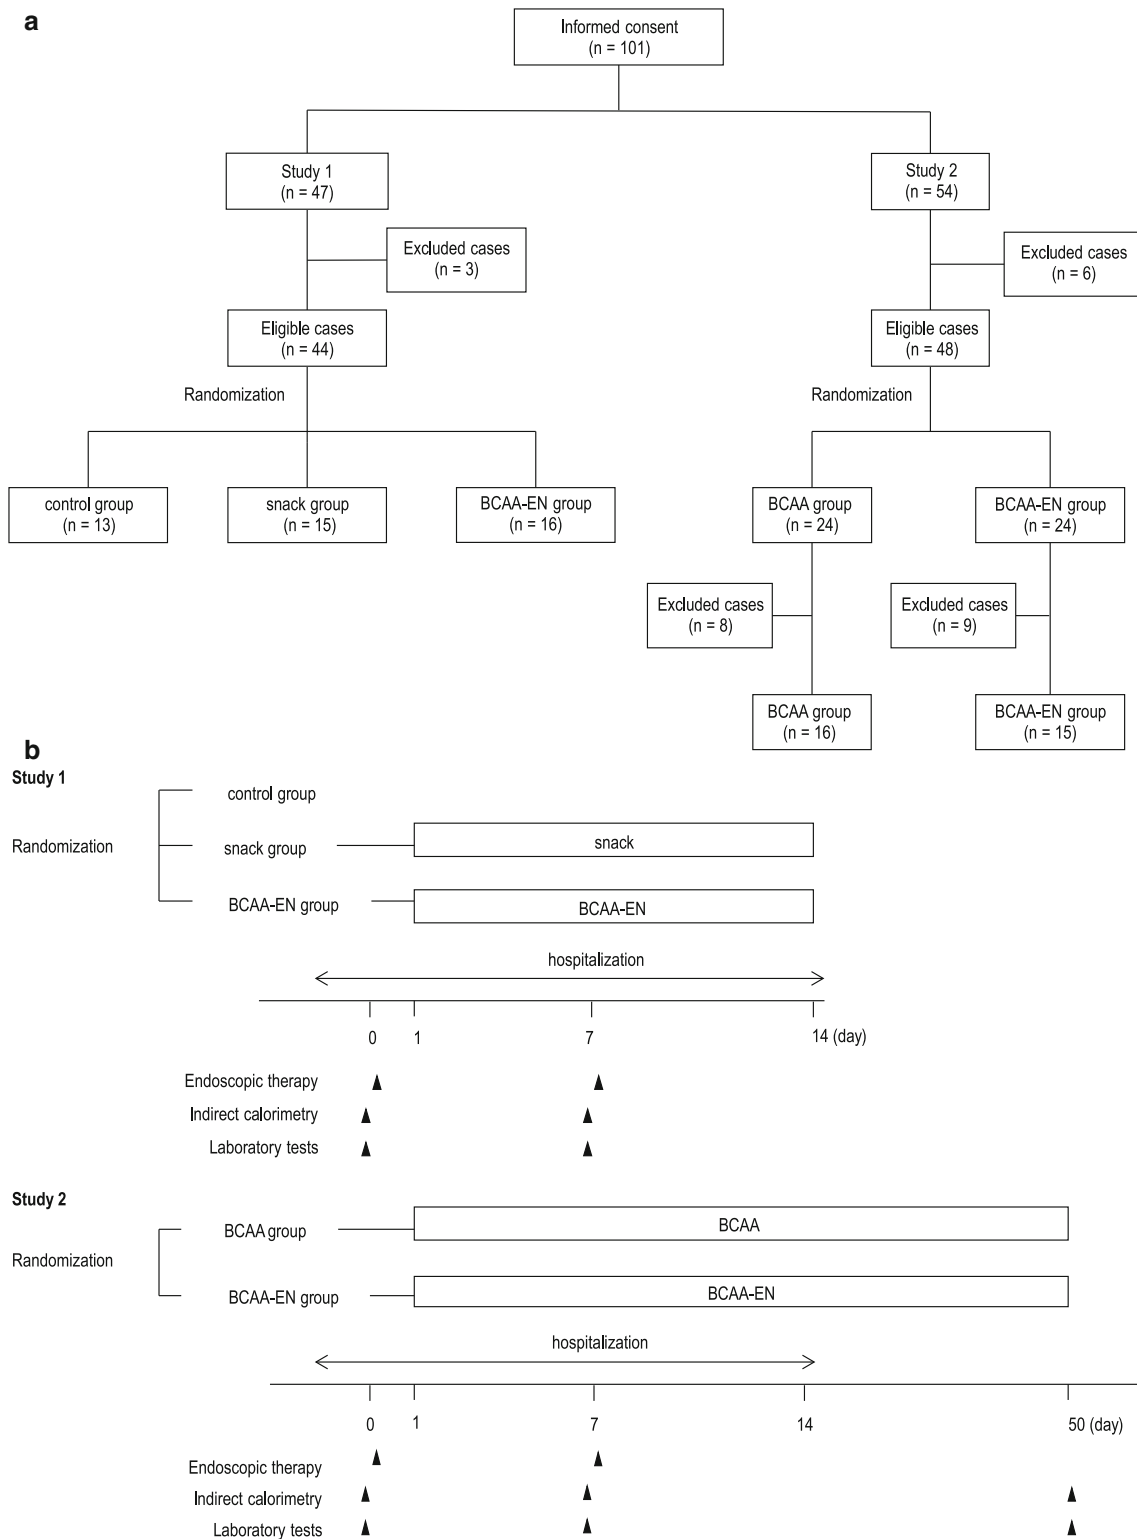 a
Informed consent
(n = 101)
Study 1
(n = 47)
Study 2
(n = 54)
Excluded cases
(n = 3)
Excluded cases
(n = 6)
Eligible cases
(n = 44)
Eligible cases
(n = 48)
Randomization
Randomization
control group
(n = 13)
snack group
(n = 15)
BCAA-EN group
(n = 16)
BCAA group
(n = 24)
BCAA-EN group
(n = 24)
Excluded cases
(n = 8)
Excluded cases
(n = 9)
BCAA group
(n = 16)
BCAA-EN group
(n = 15)
b
Study 1
Randomization
control group
snack group
snack
BCAA-EN group
BCAA-EN
hospitalization
0 1 7 14 (day)
Endoscopic therapy
Indirect calorimetry
Laboratory tests
Study 2
Randomization
BCAA group
BCAA
BCAA-EN group
BCAA-EN
hospitalization
0 1 7 14 50 (day)
Endoscopic therapy
Indirect calorimetry
Laboratory tests